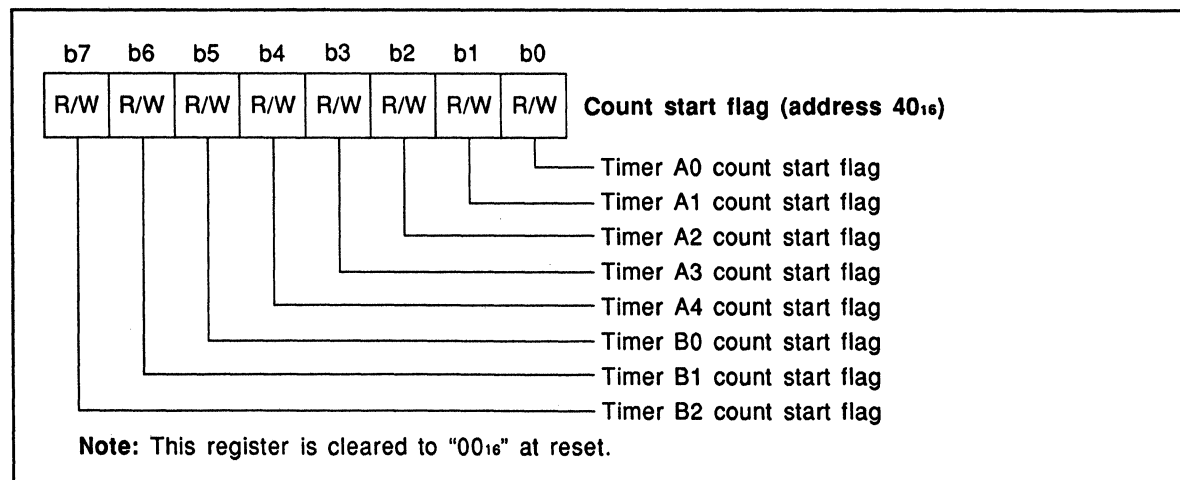 b7 b6 b5 b4 b3 b2 b1 b0
R/W R/W R/W R/W R/W R/W R/W R/W Count start flag (address 40₁₆)
Timer A0 count start flag
Timer A1 count start flag
Timer A2 count start flag
Timer A3 count start flag
Timer A4 count start flag
Timer B0 count start flag
Timer B1 count start flag
Timer B2 count start flag
Note: This register is cleared to “00₁₆” at reset.